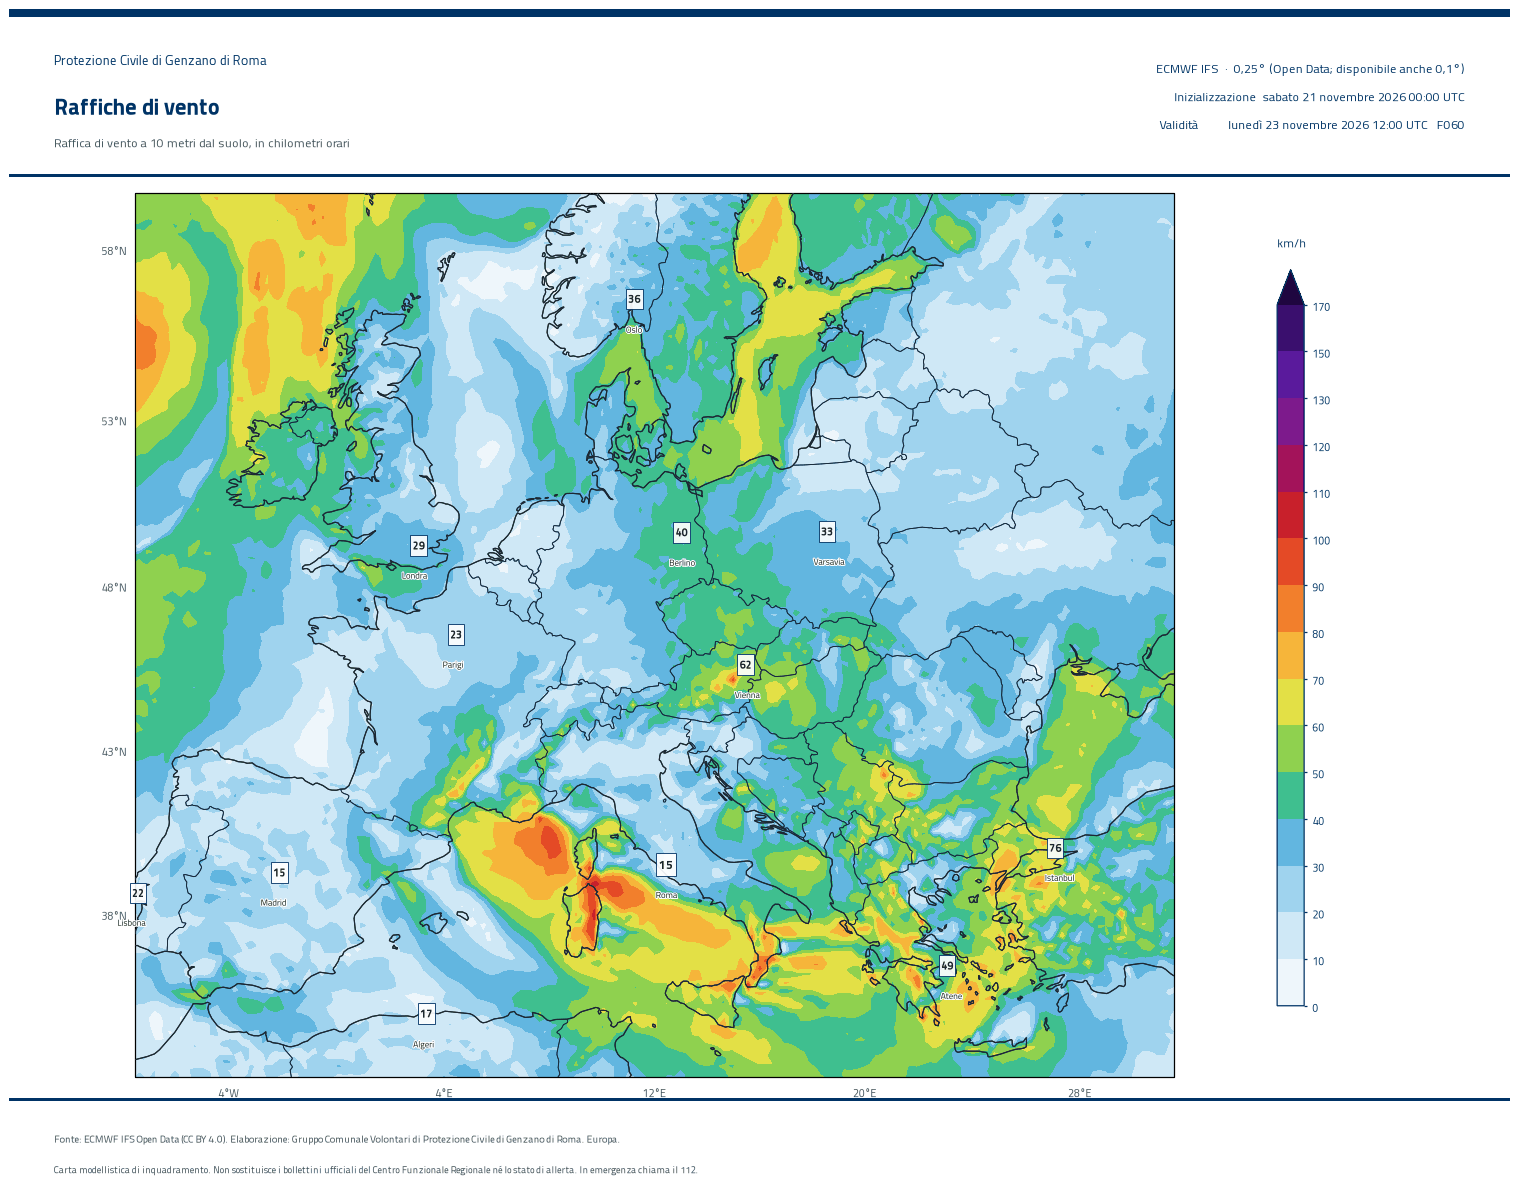 Protezione Civile di Genzano di Roma
Raffiche di vento
Raffica di vento a 10 metri dal suolo, in chilometri orari
ECMWF IFS · 0,25° (Open Data; disponibile anche 0,1°)
Inizializzazione sabato 21 novembre 2026 00:00 UTC
Validità lunedì 23 novembre 2026 12:00 UTC F060
km/h
170
150
130
120
110
100
90
80
70
60
50
40
30
20
10
0
58°N
53°N
48°N
43°N
38°N
4°W
4°E
12°E
20°E
28°E
36
Oslo
29
Londra
40
Berlino
33
Varsavia
23
Parigi
62
Vienna
76
Istanbul
15
Madrid
15
Roma
22
Lisbona
49
Atene
17
Algeri
Fonte: ECMWF IFS Open Data (CC BY 4.0). Elaborazione: Gruppo Comunale Volontari di Protezione Civile di Genzano di Roma. Europa.
Carta modellistica di inquadramento. Non sostituisce i bollettini ufficiali del Centro Funzionale Regionale né lo stato di allerta. In emergenza chiama il 112.